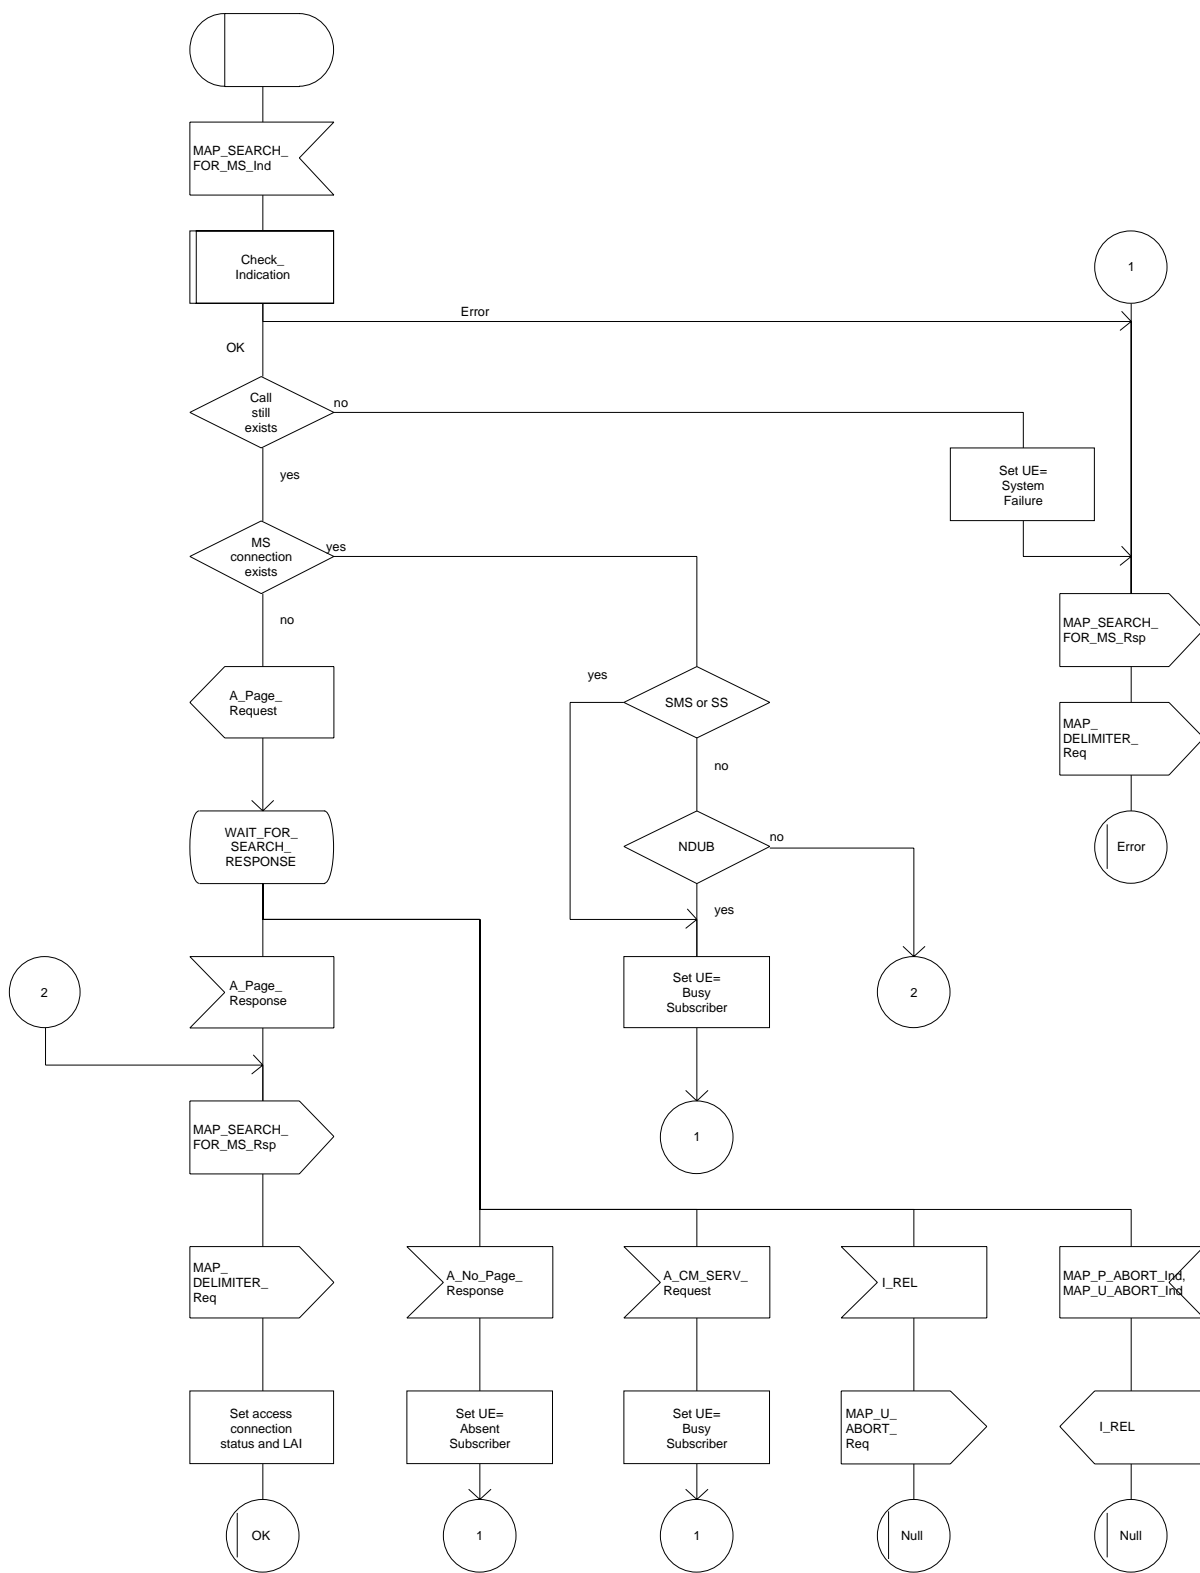 MAP_SEARCH_
FOR_MS_Ind
Check_
Indication
1
Error
OK
Call
still
exists
no
yes
Set UE=
System
Failure
MS
connection
exists
yes
no
MAP_SEARCH_
FOR_MS_Rsp
A_Page_
Request
yes
SMS or SS
no
MAP_
DELIMITER_
Req
WAIT_FOR_
SEARCH_
RESPONSE
NDUB
no
yes
Error
2
A_Page_
Response
Set UE=
Busy
Subscriber
2
MAP_SEARCH_
FOR_MS_Rsp
1
MAP_
DELIMITER_
Req
A_No_Page_
Response
A_CM_SERV_
Request
I_REL
MAP_P_ABORT_Ind,
MAP_U_ABORT_Ind
Set access
connection
status and LAI
Set UE=
Absent
Subscriber
Set UE=
Busy
Subscriber
MAP_U_
ABORT_
Req
I_REL
OK
1
1
Null
Null